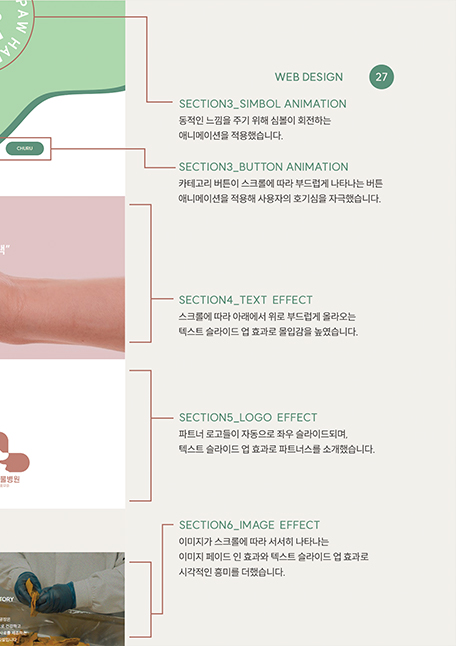 RAW HA
WEB DESIGN
27
SECTION3_SIMBOL ANIMATION
동적인 느낌을 주기 위해 심볼이 회전하는
애니메이션을 적용했습니다.
CHURU
SECTION3_BUTTON ANIMATION
카테고리 버튼이 스크롤에 따라 부드럽게 나타나는 버튼
애니메이션을 적용해 사용자의 호기심을 자극했습니다.
SECTION4_TEXT EFFECT
스크롤에 따라 아래에서 위로 부드럽게 올라오는
텍스트 슬라이드 업 효과로 몰입감을 높였습니다.
SECTION5_LOGO EFFECT
파트너 로고들이 자동으로 좌우 슬라이드되며,
텍스트 슬라이드 업 효과로 파트너스를 소개했습니다.
물병원
SECTION6_IMAGE EFFECT
이미지가 스크롤에 따라 서서히 나타나는
이미지 페이드 인 효과와 텍스트 슬라이드 업 효과로
시각적인 흥미를 더했습니다.
TORY